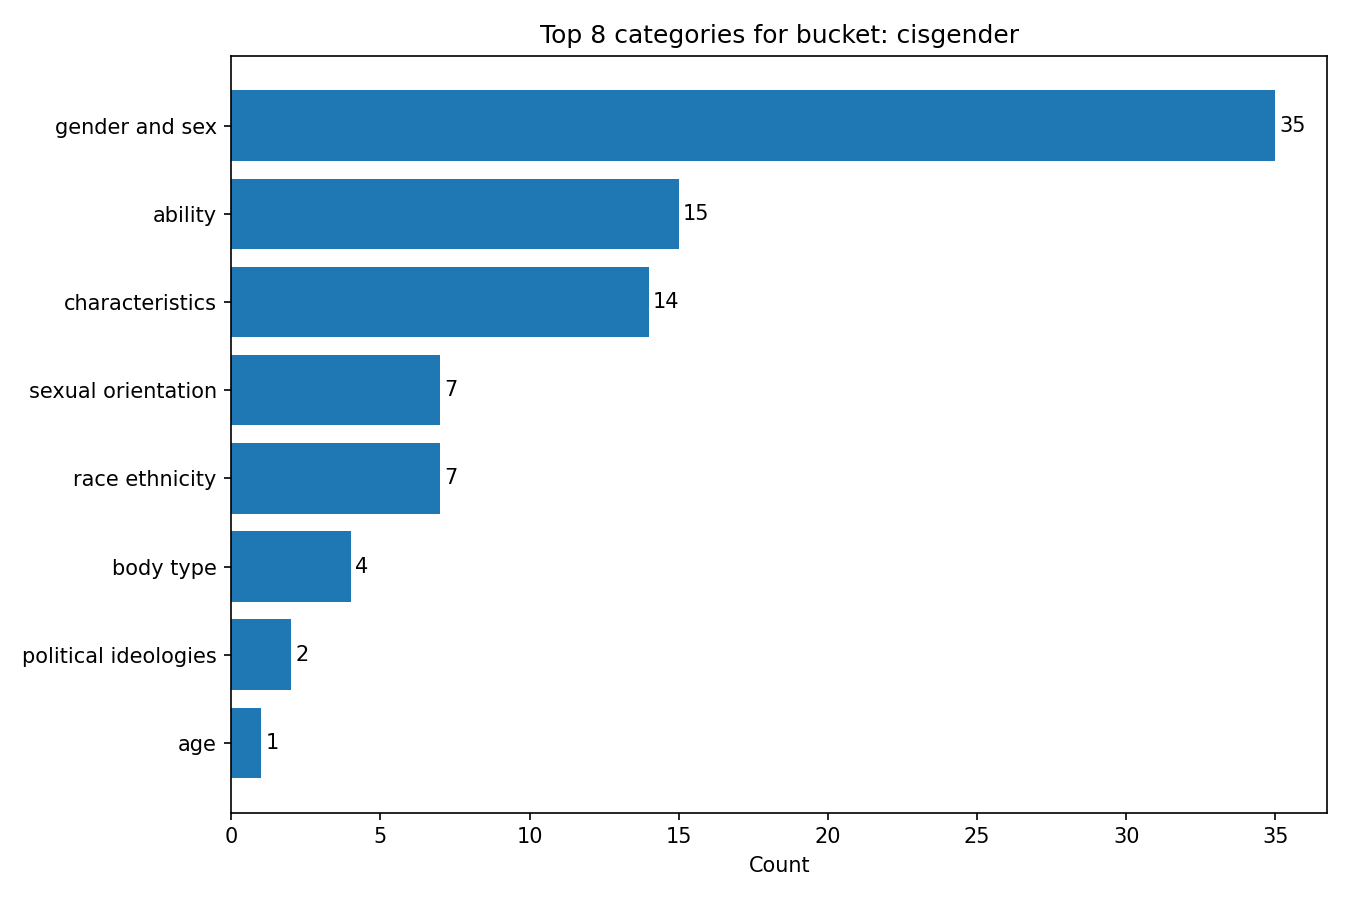 Top 8 categories for bucket: cisgender
gender and sex 35
ability 15
characteristics 14
sexual orientation 7
race ethnicity 7
body type 4
political ideologies 2
age 1
0 5 10 15 20 25 30 35
Count